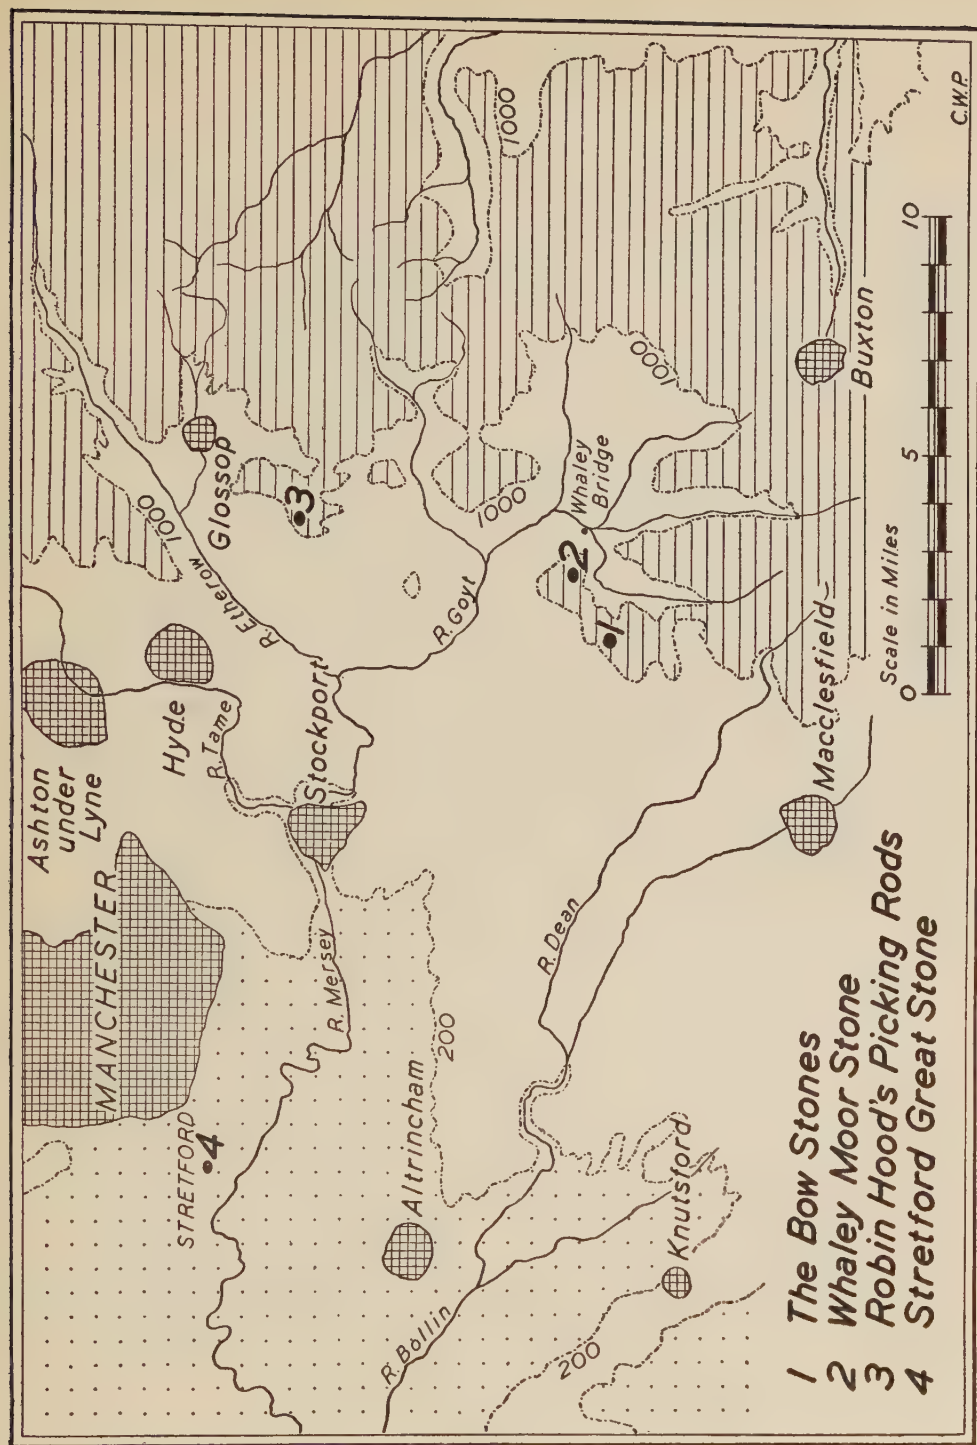 Ashton
under
Lyne
MANCHESTER
STRETFORD
4
Hyde
R. Tame
Stockport
R. Mersey
Altrincham
200
R. Bollin
Knutsford
200
R. Dean
Macclesfield
R. Etherow
1000
Glossop
3
R. Goyt
1000
Whaley
Bridge
2
1
1000
1000
Buxton
Scale in Miles
0 5 10
1 The Bow Stones
2 Whaley Moor Stone
3 Robin Hood's Picking Rods
4 Stretford Great Stone
C.W.P.